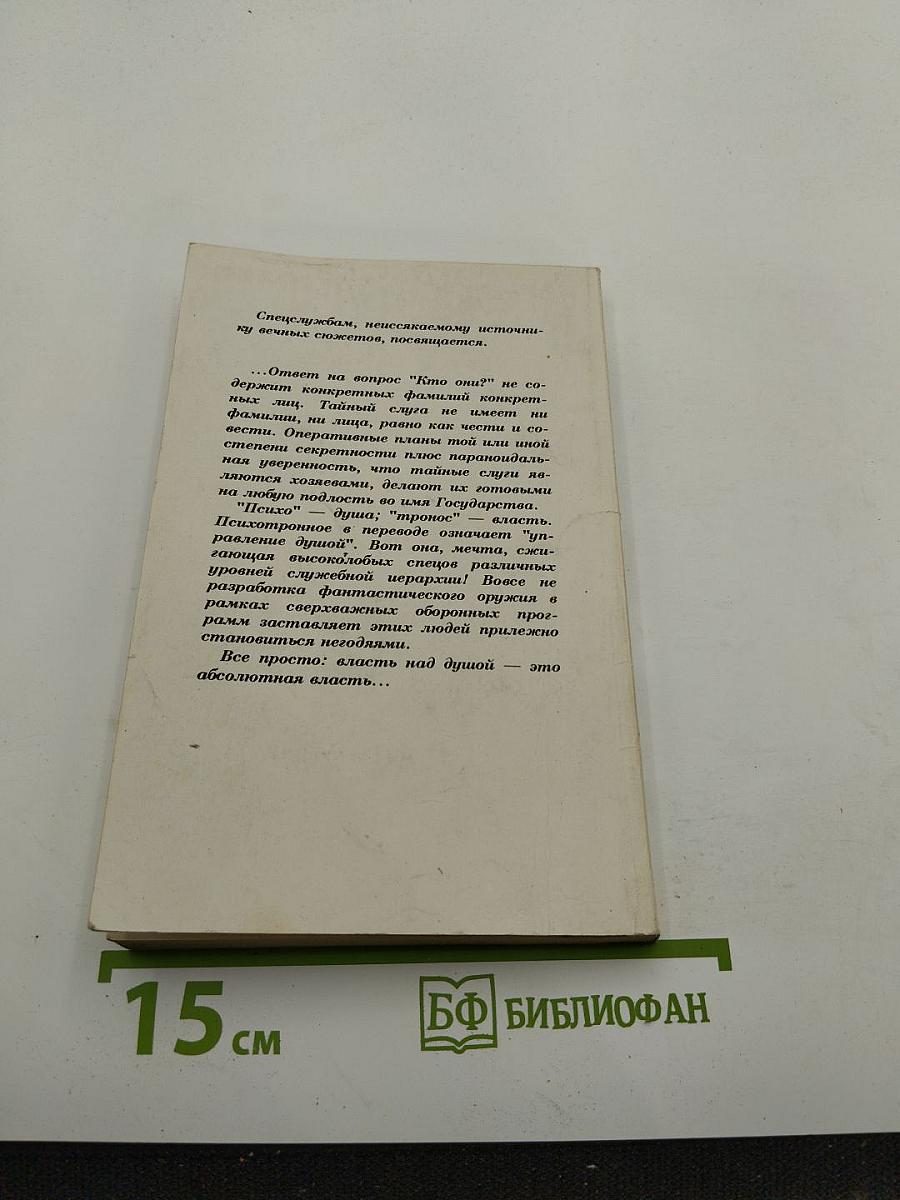 Спецслужбам, неиссякаемому источни-
ку вечных сюжетов, посвящается.
...Ответ на вопрос "Кто они?" не со-
держит конкретных фамилий конкрет-
ных лиц. Тайный слуга не имеет ни
фамилии, ни лица, равно как чести и со-
вести. Оперативные планы той или иной
степени секретности плюс параноидаль-
ная уверенность, что тайные слуги яв-
ляются хозяевами, делают их готовыми
на любую подлость во имя Государства.
"Психо" — душа; "тронос" — власть.
Психотронное в переводе означает "уп-
равление душой". Вот она, мечта, сжи-
гающая высоколобых спецов различных
уровней служебной иерархии! Вовсе не
разработка фантастического оружия в
рамках сверхважных оборонных прог-
рамм заставляет этих людей прилежно
становиться негодяями.
Все просто: власть над душой — это
абсолютная власть...
15 см
БФ БИБЛИОФАН